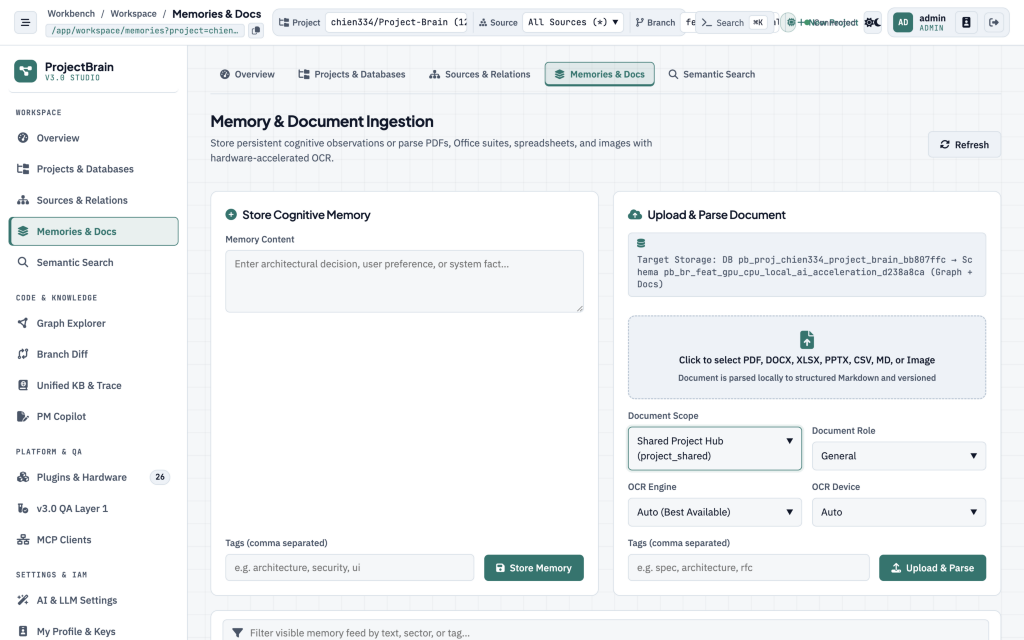 Workbench / Workspace / Memories & Docs
/app/workspace/memories?project=chien...
Project
chien334/Project-Brain (12
Source
All Sources (*)
Branch
Search
⌘K
New Project
AD
admin
ADMIN
ProjectBrain
V3.0 STUDIO
WORKSPACE
Overview
Projects & Databases
Sources & Relations
Memories & Docs
Semantic Search
CODE & KNOWLEDGE
Graph Explorer
Branch Diff
Unified KB & Trace
PM Copilot
PLATFORM & QA
Plugins & Hardware
26
v3.0 QA Layer 1
MCP Clients
SETTINGS & IAM
AI & LLM Settings
My Profile & Keys
Overview
Projects & Databases
Sources & Relations
Memories & Docs
Semantic Search
Memory & Document Ingestion
Store persistent cognitive observations or parse PDFs, Office suites, spreadsheets, and images with
hardware-accelerated OCR.
Refresh
Store Cognitive Memory
Memory Content
Enter architectural decision, user preference, or system fact...
Tags (comma separated)
e.g. architecture, security, ui
Store Memory
Upload & Parse Document
Target Storage: DB pb_proj_chien334_project_brain_bb807ffc → Sc
hema pb_br_feat_gpu_cpu_local_ai_acceleration_d238a8ca (Graph +
Docs)
Click to select PDF, DOCX, XLSX, PPTX, CSV, MD, or Image
Document is parsed locally to structured Markdown and versioned
Document Scope
Shared Project Hub
(project_shared)
Document Role
General
OCR Engine
Auto (Best Available)
OCR Device
Auto
Tags (comma separated)
e.g. spec, architecture, rfc
Upload & Parse
Filter visible memory feed by text, sector, or tag...